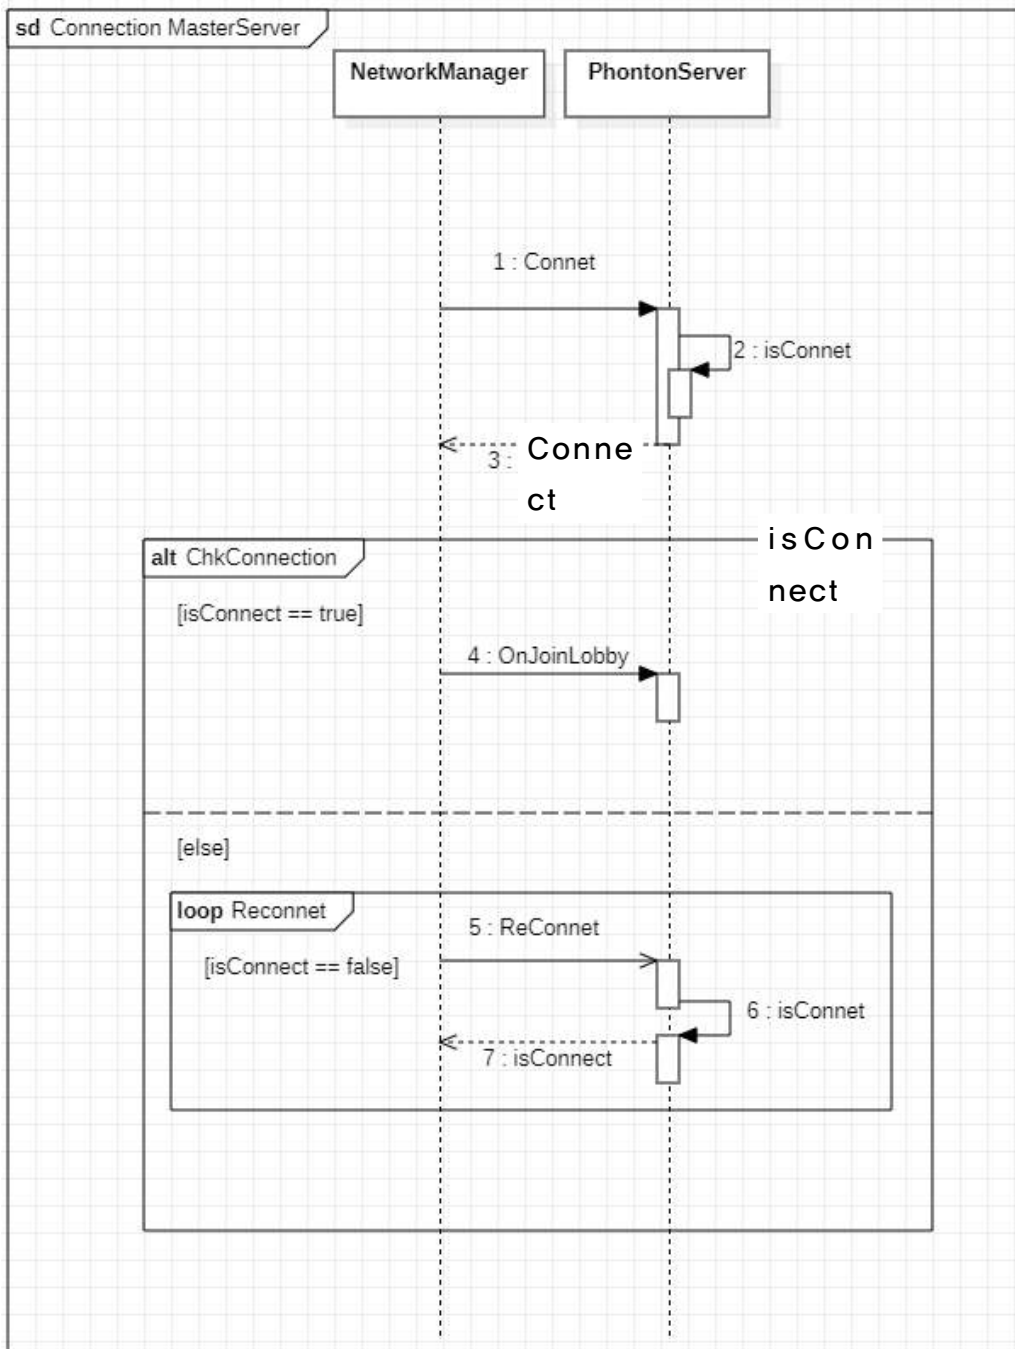 sd Connection MasterServer
NetworkManager
PhontonServer
1 : Connet
2 : isConnet
3 :
Conne
ct
isCon
nect
alt ChkConnection
[isConnect == true]
4 : OnJoinLobby
[else]
loop Reconnet
5 : ReConnet
[isConnect == false]
6 : isConnet
7 : isConnect